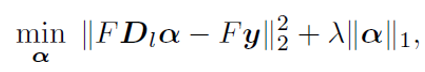 min_α ‖F D_l α − F y‖₂² + λ‖α‖₁,